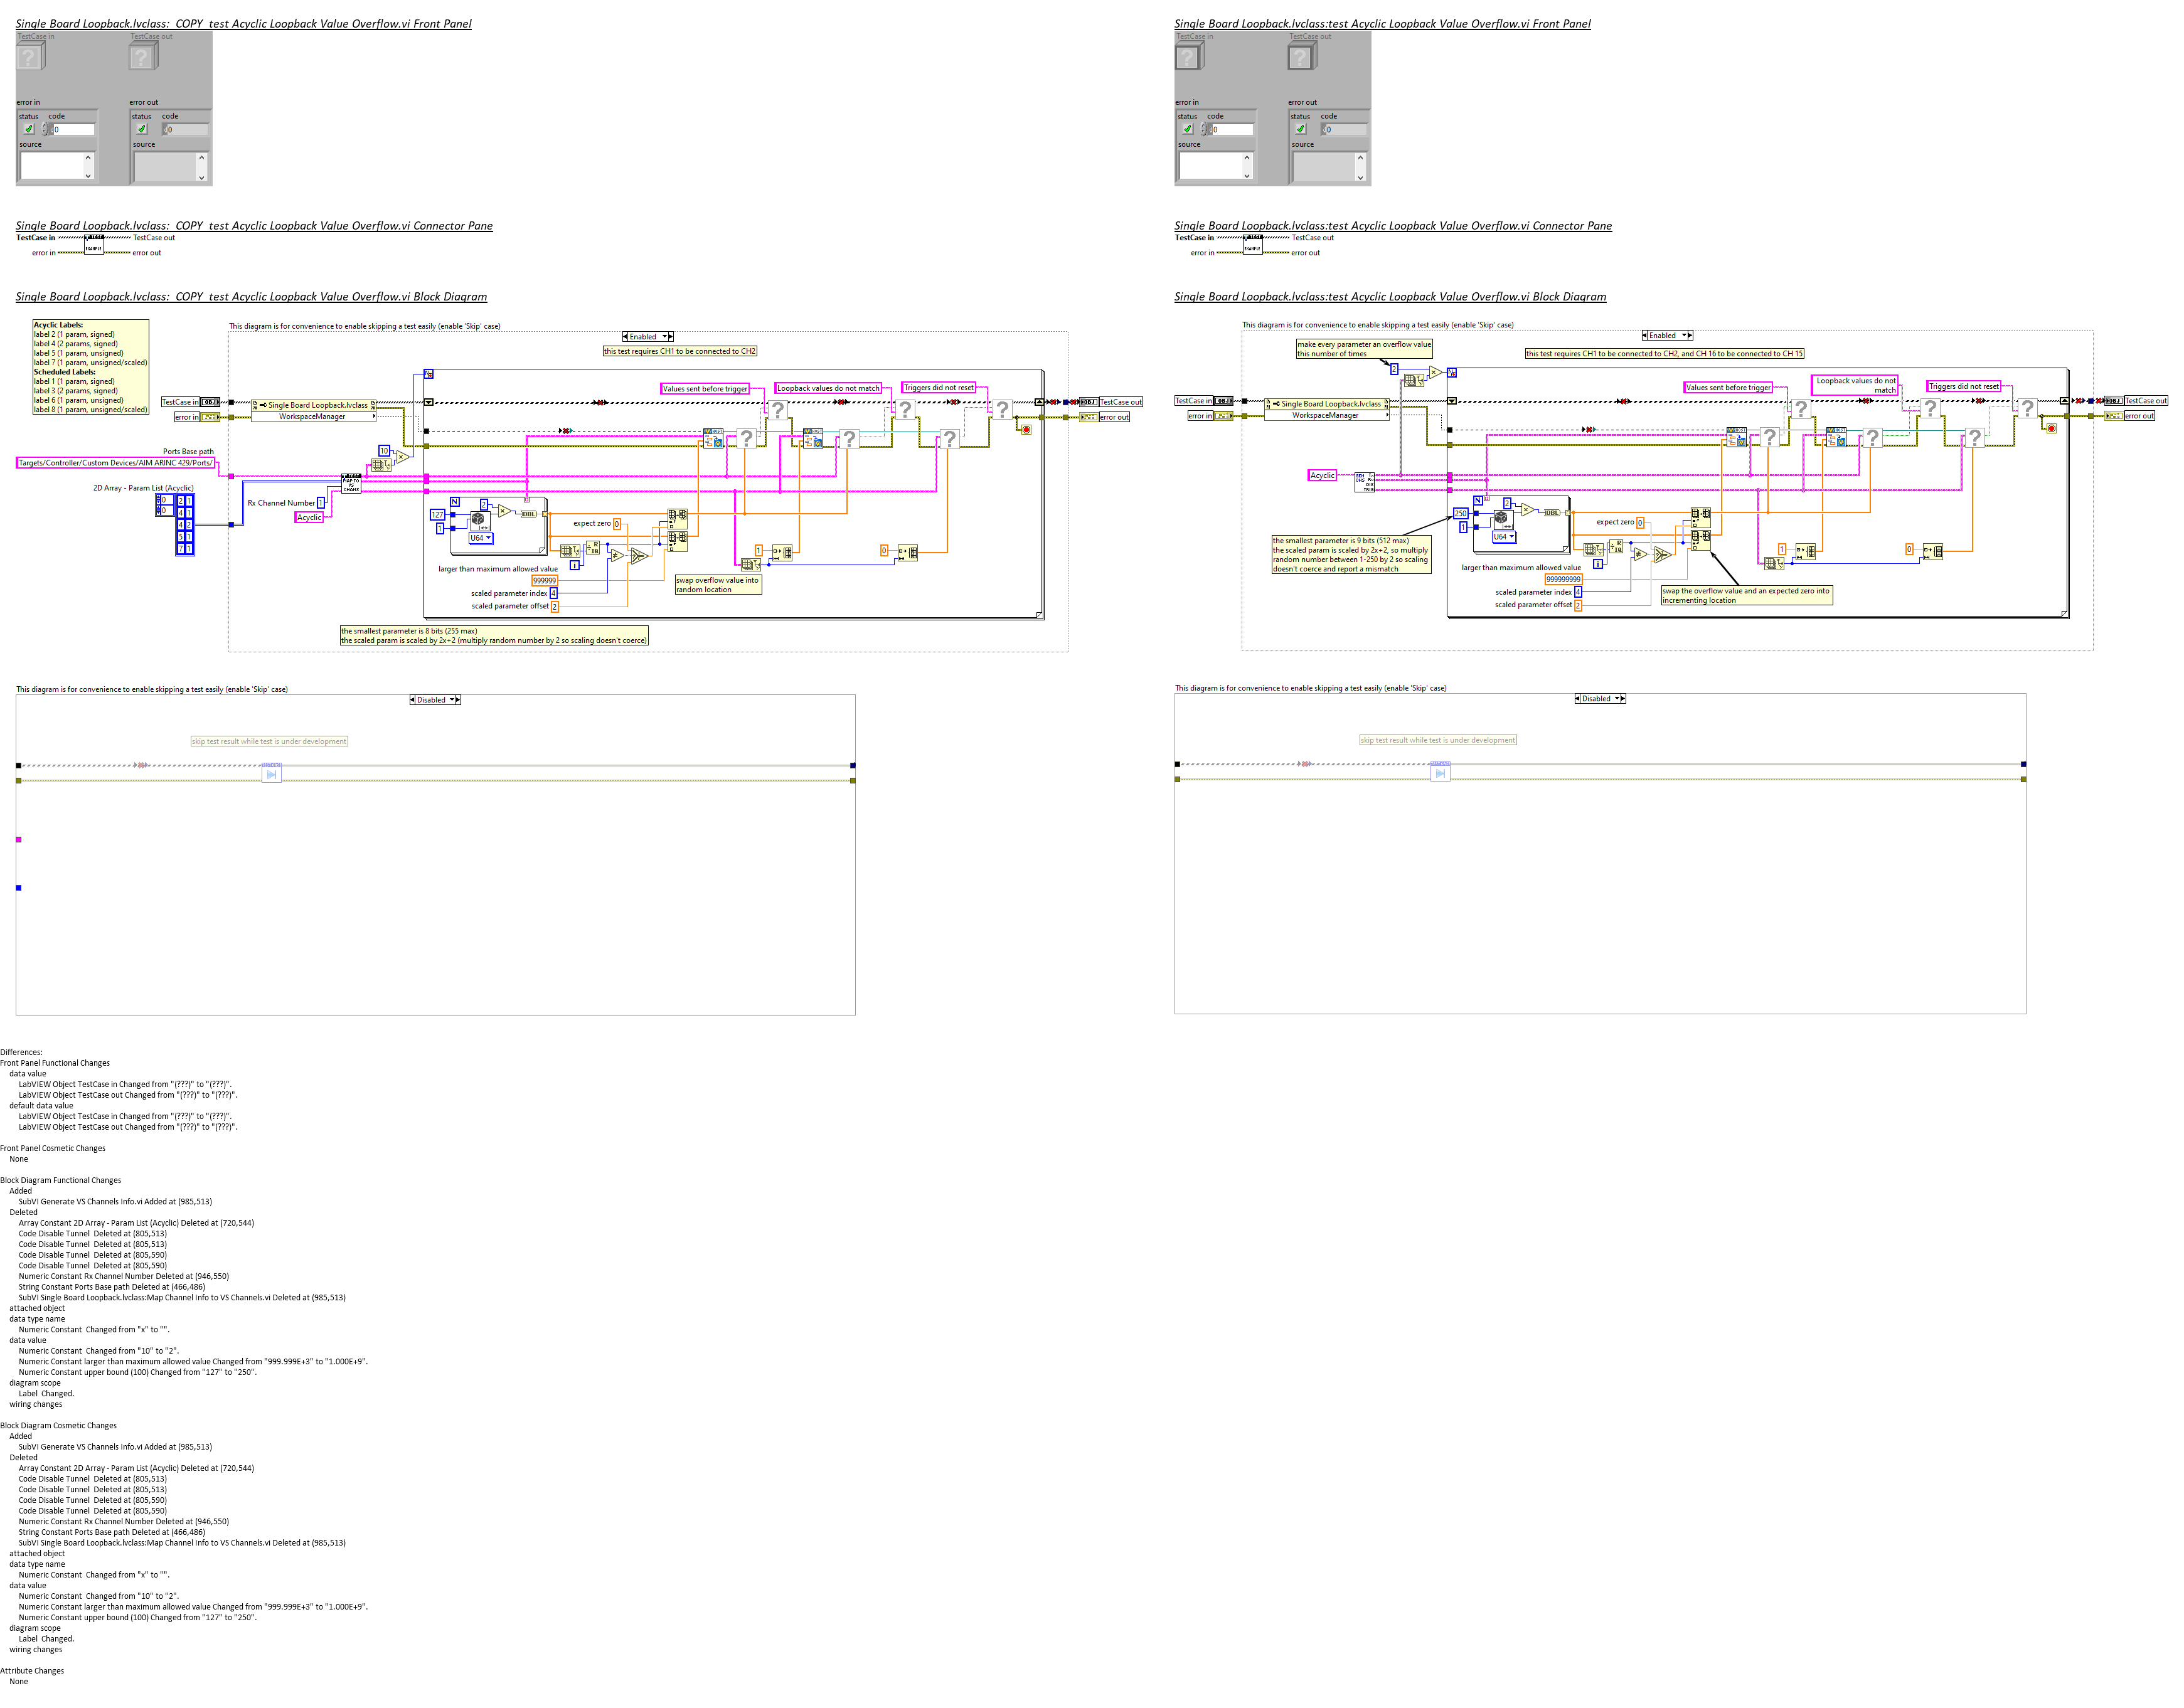 Single Board Loopback.lvclass:_COPY_test Acyclic Loopback Value Overflow.vi Front Panel
TestCase in
TestCase out
error in
error out
status
code
status
code
0
0
source
source
Single Board Loopback.lvclass:_COPY_test Acyclic Loopback Value Overflow.vi Connector Pane
TestCase in
TestCase out
TEST
EXAMPLE
error in
error out
Single Board Loopback.lvclass:_COPY_test Acyclic Loopback Value Overflow.vi Block Diagram
Acyclic Labels:
label 2 (1 param, signed)
label 4 (2 params, signed)
label 5 (1 param, unsigned)
label 7 (1 param, unsigned/scaled)
Scheduled Labels:
label 1 (1 param, signed)
label 3 (2 params, signed)
label 6 (1 param, unsigned)
label 8 (1 param, unsigned/scaled)
This diagram is for convenience to enable skipping a test easily (enable 'Skip' case)
Enabled
this test requires CH1 to be connected to CH2
Values sent before trigger
Loopback values do not match
Triggers did not reset
TestCase in
Single Board Loopback.lvclass
TestCase out
error in
WorkspaceManager
error out
10
Ports Base path
Targets/Controller/Custom Devices/AIM ARINC 429/Ports/
2D Array - Param List (Acyclic)
0
0
2 1
4 1
4 2
5 1
7 1
Rx Channel Number
1
Acyclic
N
2
127
1
DBL
U64
expect zero
0
1
0
i
larger than maximum allowed value
999999
scaled parameter index
4
scaled parameter offset
2
swap overflow value into
random location
the smallest parameter is 8 bits (255 max)
the scaled param is scaled by 2x+2 (multiply random number by 2 so scaling doesn't coerce)
This diagram is for convenience to enable skipping a test easily (enable 'Skip' case)
Disabled
skip test result while test is under development
Single Board Loopback.lvclass:test Acyclic Loopback Value Overflow.vi Front Panel
TestCase in
TestCase out
error in
error out
status
code
status
code
0
0
source
source
Single Board Loopback.lvclass:test Acyclic Loopback Value Overflow.vi Connector Pane
TestCase in
TestCase out
TEST
EXAMPLE
error in
error out
Single Board Loopback.lvclass:test Acyclic Loopback Value Overflow.vi Block Diagram
This diagram is for convenience to enable skipping a test easily (enable 'Skip' case)
Enabled
make every parameter an overflow value
this number of times
this test requires CH1 to be connected to CH2, and CH 16 to be connected to CH 15
2
Values sent before trigger
Loopback values do not
match
Triggers did not reset
TestCase in
Single Board Loopback.lvclass
TestCase out
error in
WorkspaceManager
error out
Acyclic
N
2
250
1
DBL
U64
expect zero
0
1
0
i
the smallest parameter is 9 bits (512 max)
the scaled param is scaled by 2x+2, so multiply
random number between 1-250 by 2 so scaling
doesn't coerce and report a mismatch
larger than maximum allowed value
999999999
scaled parameter index
4
scaled parameter offset
2
swap the overflow value and an expected zero into
incrementing location
This diagram is for convenience to enable skipping a test easily (enable 'Skip' case)
Disabled
skip test result while test is under development
Differences:
Front Panel Functional Changes
data value
LabVIEW Object TestCase in Changed from "(???)" to "(???)".
LabVIEW Object TestCase out Changed from "(???)" to "(???)".
default data value
LabVIEW Object TestCase in Changed from "(???)" to "(???)".
LabVIEW Object TestCase out Changed from "(???)" to "(???)".
Front Panel Cosmetic Changes
None
Block Diagram Functional Changes
Added
SubVI Generate VS Channels Info.vi Added at (985,513)
Deleted
Array Constant 2D Array - Param List (Acyclic) Deleted at (720,544)
Code Disable Tunnel  Deleted at (805,513)
Code Disable Tunnel  Deleted at (805,513)
Code Disable Tunnel  Deleted at (805,590)
Code Disable Tunnel  Deleted at (805,590)
Numeric Constant Rx Channel Number Deleted at (946,550)
String Constant Ports Base path Deleted at (466,486)
SubVI Single Board Loopback.lvclass:Map Channel Info to VS Channels.vi Deleted at (985,513)
attached object
data type name
Numeric Constant  Changed from "x" to "".
data value
Numeric Constant  Changed from "10" to "2".
Numeric Constant larger than maximum allowed value Changed from "999.999E+3" to "1.000E+9".
Numeric Constant upper bound (100) Changed from "127" to "250".
diagram scope
Label  Changed.
wiring changes
Block Diagram Cosmetic Changes
Added
SubVI Generate VS Channels Info.vi Added at (985,513)
Deleted
Array Constant 2D Array - Param List (Acyclic) Deleted at (720,544)
Code Disable Tunnel  Deleted at (805,513)
Code Disable Tunnel  Deleted at (805,513)
Code Disable Tunnel  Deleted at (805,590)
Code Disable Tunnel  Deleted at (805,590)
Numeric Constant Rx Channel Number Deleted at (946,550)
String Constant Ports Base path Deleted at (466,486)
SubVI Single Board Loopback.lvclass:Map Channel Info to VS Channels.vi Deleted at (985,513)
attached object
data type name
Numeric Constant  Changed from "x" to "".
data value
Numeric Constant  Changed from "10" to "2".
Numeric Constant larger than maximum allowed value Changed from "999.999E+3" to "1.000E+9".
Numeric Constant upper bound (100) Changed from "127" to "250".
diagram scope
Label  Changed.
wiring changes
Attribute Changes
None